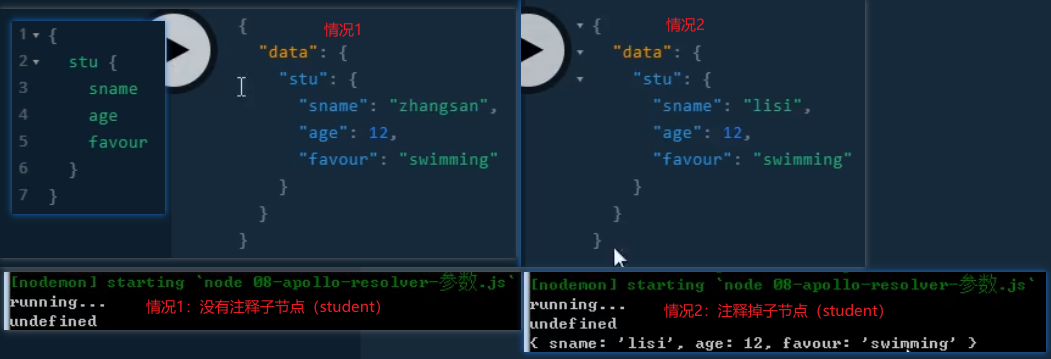 1 {
2 stu {
3 sname
4 age
5 favour
6 }
7 }
情况1
{
"data": {
"stu": {
"sname": "zhangsan",
"age": 12,
"favour": "swimming"
}
}
}
情况2
{
"data": {
"stu": {
"sname": "lisi",
"age": 12,
"favour": "swimming"
}
}
}
[nodemon] starting `node 08-apollo-resolver-参数.js`
running...
情况1：没有注释子节点（student）
undefined
[nodemon] starting `node 08-apollo-resolver-参数.js`
running...
情况2：注释掉子节点（student）
undefined
{ sname: 'lisi', age: 12, favour: 'swimming' }